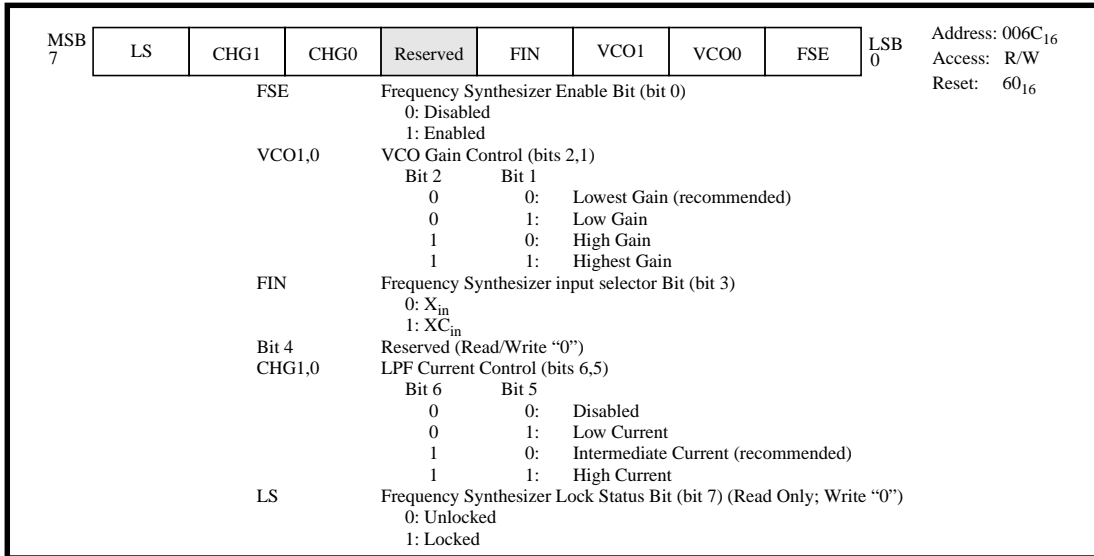 MSB 7 LS CHG1 CHG0 Reserved FIN VCO1 VCO0 FSE LSB 0
Address: 006C16
Access: R/W
Reset: 6016
FSE Frequency Synthesizer Enable Bit (bit 0)
0: Disabled
1: Enabled
VCO1,0 VCO Gain Control (bits 2,1)
Bit 2 Bit 1
0 0: Lowest Gain (recommended)
0 1: Low Gain
1 0: High Gain
1 1: Highest Gain
FIN Frequency Synthesizer input selector Bit (bit 3)
0: Xin
1: XCin
Bit 4 Reserved (Read/Write “0”)
CHG1,0 LPF Current Control (bits 6,5)
Bit 6 Bit 5
0 0: Disabled
0 1: Low Current
1 0: Intermediate Current (recommended)
1 1: High Current
LS Frequency Synthesizer Lock Status Bit (bit 7) (Read Only; Write “0”)
0: Unlocked
1: Locked